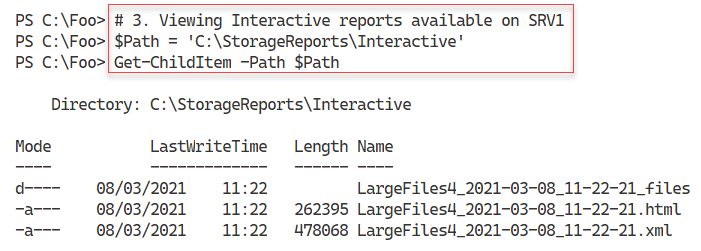 PS C:\Foo> # 3. Viewing Interactive reports available on SRV1
PS C:\Foo> $Path = 'C:\StorageReports\Interactive'
PS C:\Foo> Get-ChildItem -Path $Path
Directory: C:\StorageReports\Interactive
Mode LastWriteTime Length Name
---- ------------- ------ ----
d---- 08/03/2021 11:22 LargeFiles4_2021-03-08_11-22-21_files
-a--- 08/03/2021 11:22 262395 LargeFiles4_2021-03-08_11-22-21.html
-a--- 08/03/2021 11:22 478068 LargeFiles4_2021-03-08_11-22-21.xml